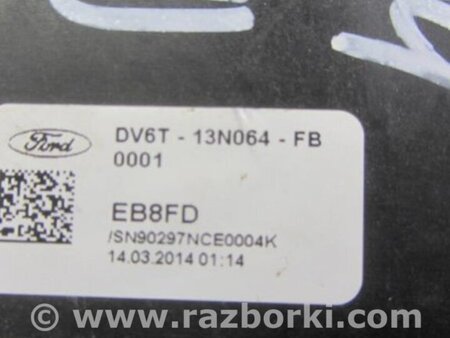 Ford
DV6T - 13N064 - FB
0001
EB8FD
/SN90297NCE0004K
14.03.2014 01:14
© www.razborki.com